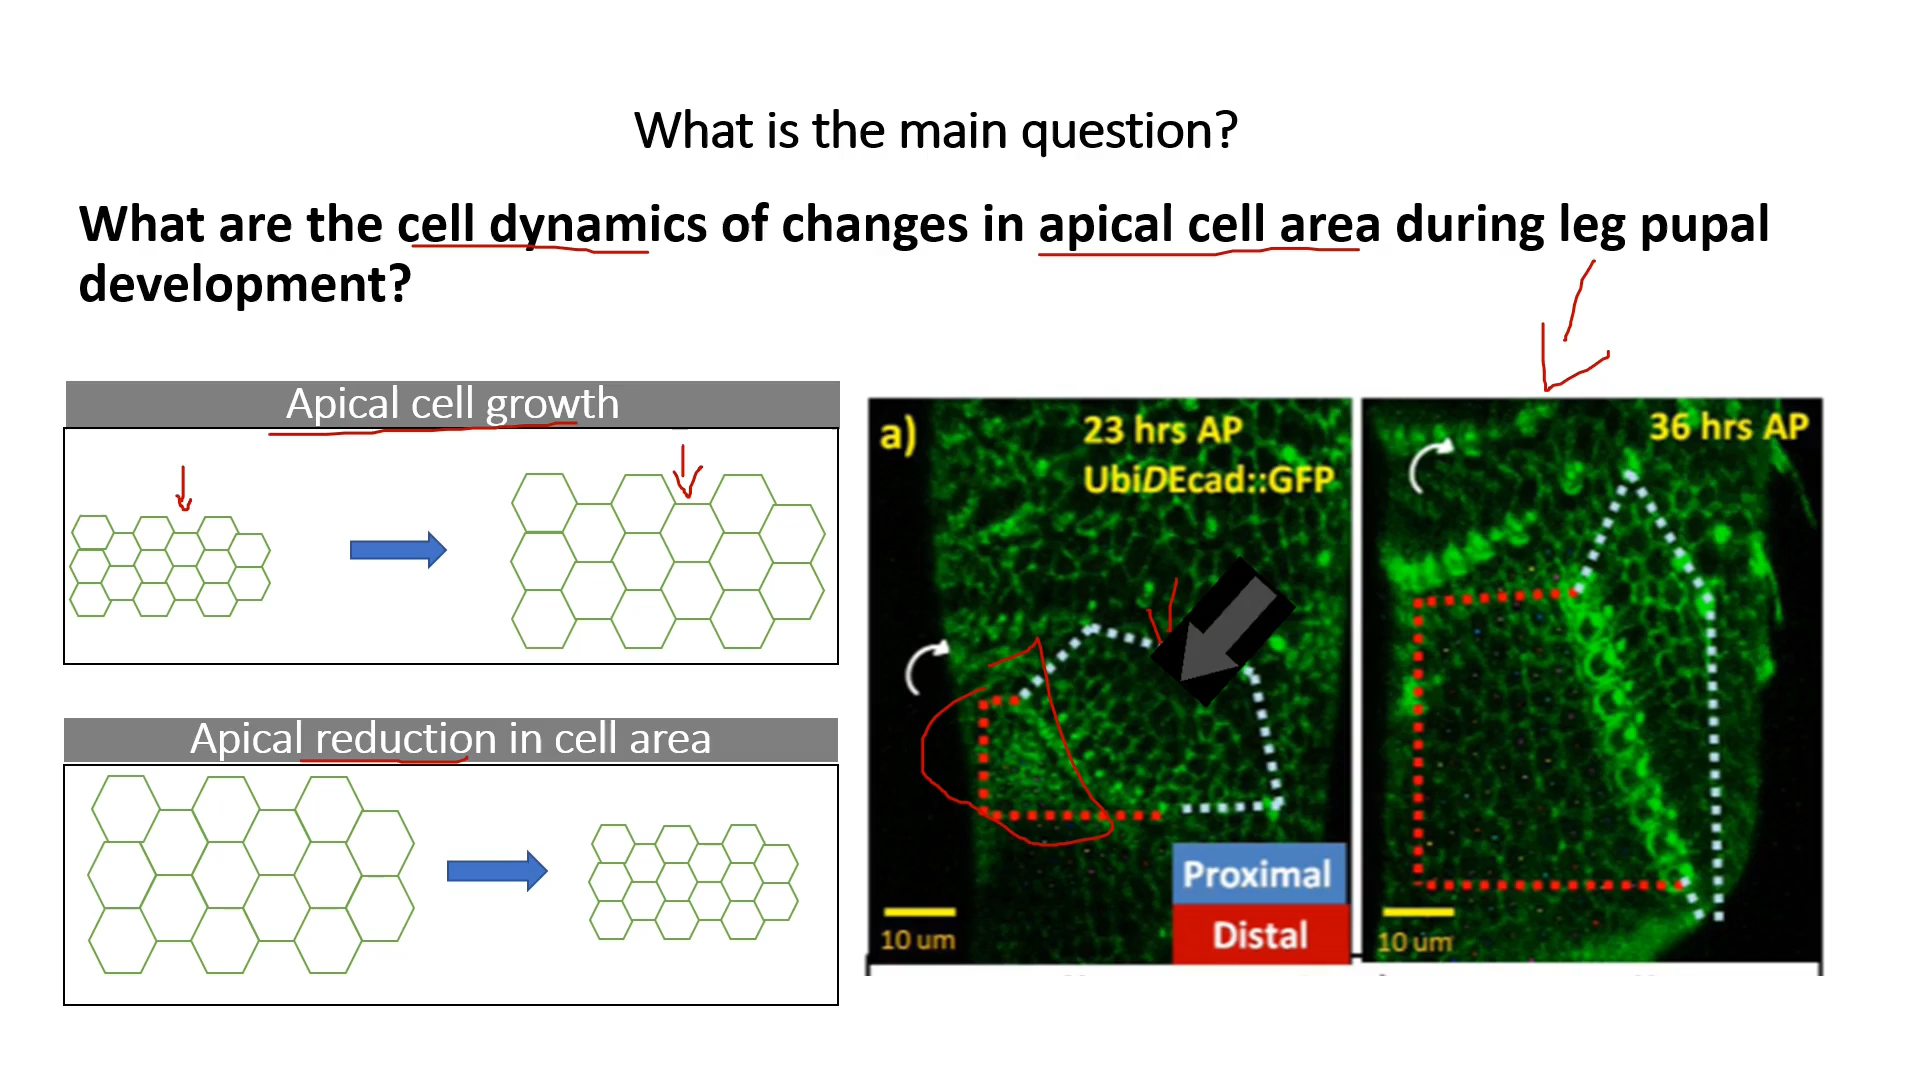 What is the main question?
What are the cell dynamics of changes in apical cell area during leg pupal
development?
Apical cell growth
Apical reduction in cell area
a)
23 hrs AP
UbiDEcad::GFP
Proximal
Distal
10 um
36 hrs AP
10 um